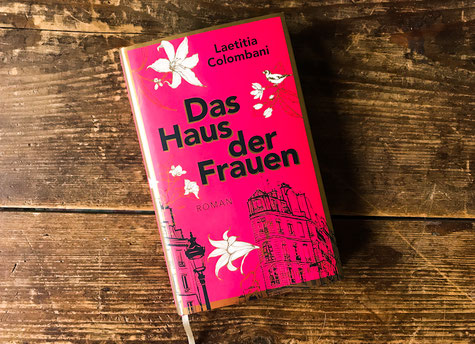 Laetitia
Colombani
Das
Haus
der
Frauen
ROMAN